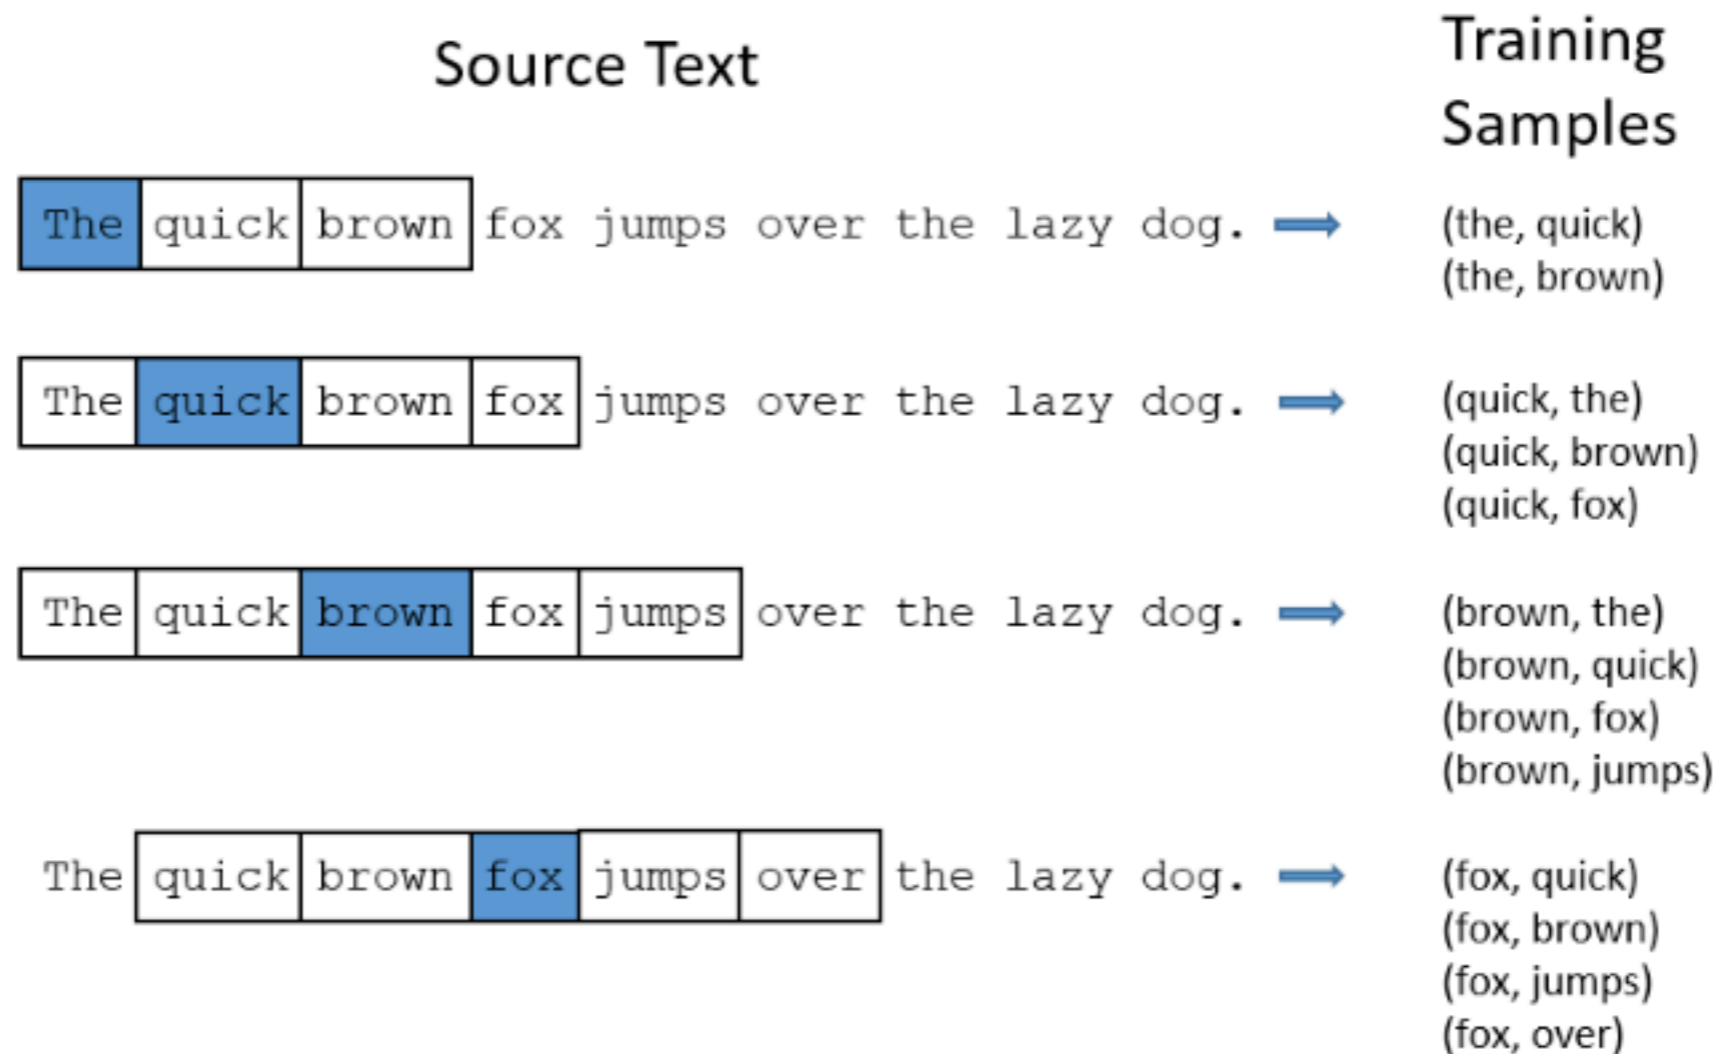 Source Text
Training
Samples
The quick brown fox jumps over the lazy dog.
(the, quick)
(the, brown)
The quick brown fox jumps over the lazy dog.
(quick, the)
(quick, brown)
(quick, fox)
The quick brown fox jumps over the lazy dog.
(brown, the)
(brown, quick)
(brown, fox)
(brown, jumps)
The quick brown fox jumps over the lazy dog.
(fox, quick)
(fox, brown)
(fox, jumps)
(fox, over)